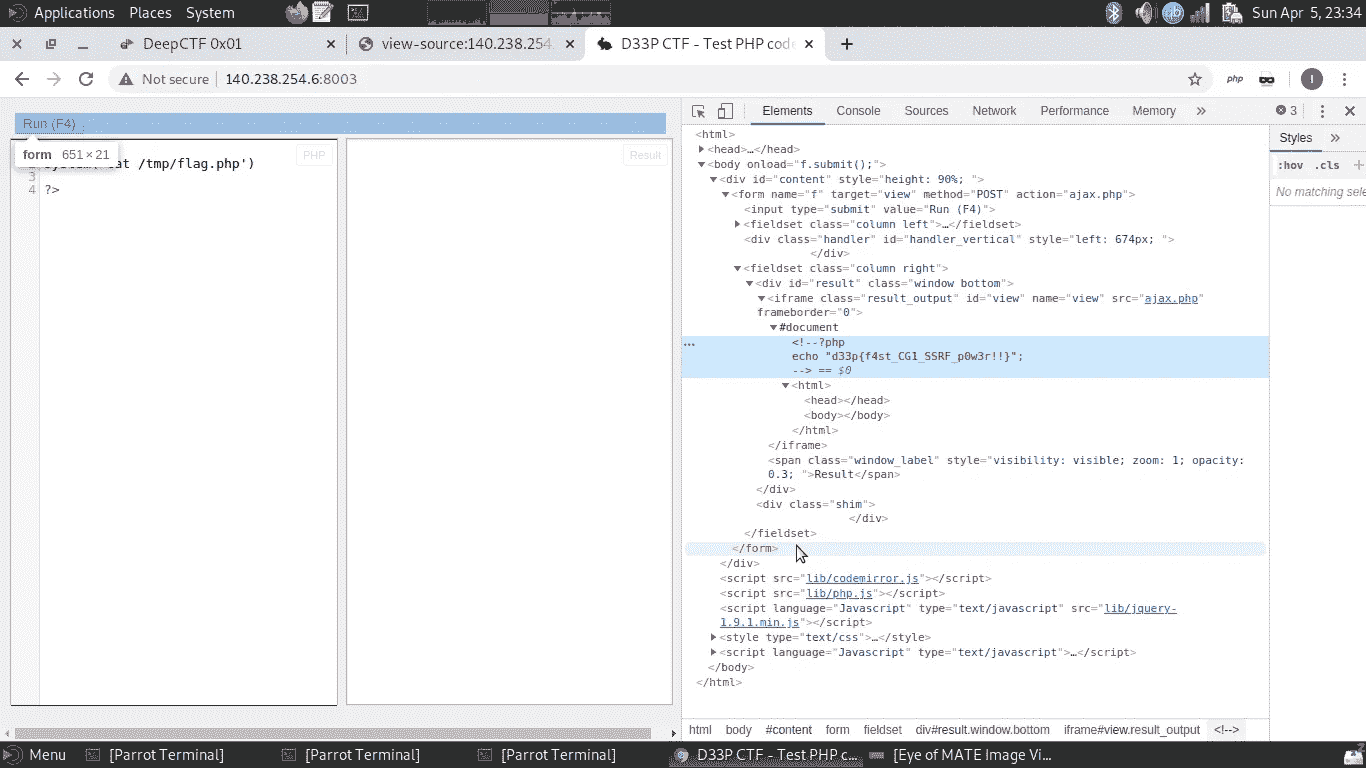 Applications Places System Sun Apr 5, 23:34
DeepCTF 0x01 view-source:140.238.254 D33P CTF - Test PHP cod
Not secure 140.238.254.6:8003 php I
Run (F4)
form 651 × 21
at /tmp/flag.php')
PHP
Result
3
4 ?>
Elements Console Sources Network Performance Memory » 3
<html>
<head>…</head>
<body onload="f.submit();">
<div id="content" style="height: 90%; ">
<form name="f" target="view" method="POST" action="ajax.php">
<input type="submit" value="Run (F4)">
<fieldset class="column left">…</fieldset>
<div class="handler" id="handler_vertical" style="left: 674px; ">
</div>
<fieldset class="column right">
<div id="result" class="window bottom">
<iframe class="result_output" id="view" name="view" src="ajax.php"
frameborder="0">
#document
<!--?php
echo "d33p{f4st_CG1_SSRF_p0w3r!!}";
--> == $0
<html>
<head></head>
<body></body>
</html>
</iframe>
<span class="window_label" style="visibility: visible; zoom: 1; opacity:
0.3; ">Result</span>
</div>
<div class="shim">
</div>
</fieldset>
</form>
</div>
<script src="lib/codemirror.js"></script>
<script src="lib/php.js"></script>
<script language="Javascript" type="text/javascript" src="lib/jquery-
1.9.1.min.js"></script>
<style type="text/css">…</style>
<script language="Javascript" type="text/javascript">…</script>
</body>
</html>
Styles »
:hov .cls +
No matching sele
html body #content form fieldset div#result.window.bottom iframe#view.result_output <!-->
Menu [Parrot Terminal] [Parrot Terminal] [Parrot Terminal] D33P CTF - Test PHP c... [Eye of MATE Image Vi...